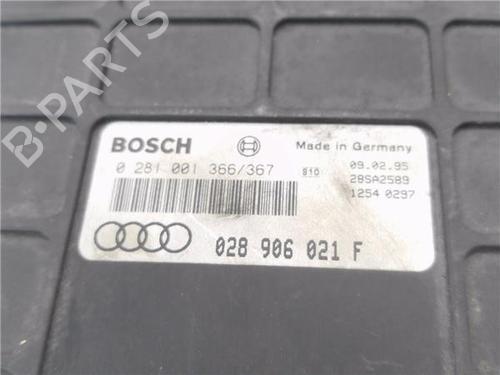 BOSCH
Made in Germany
0 281 001 366/367
810
09.02.95
28SA2589
1254 0297
028 906 021 F
B-PARTS